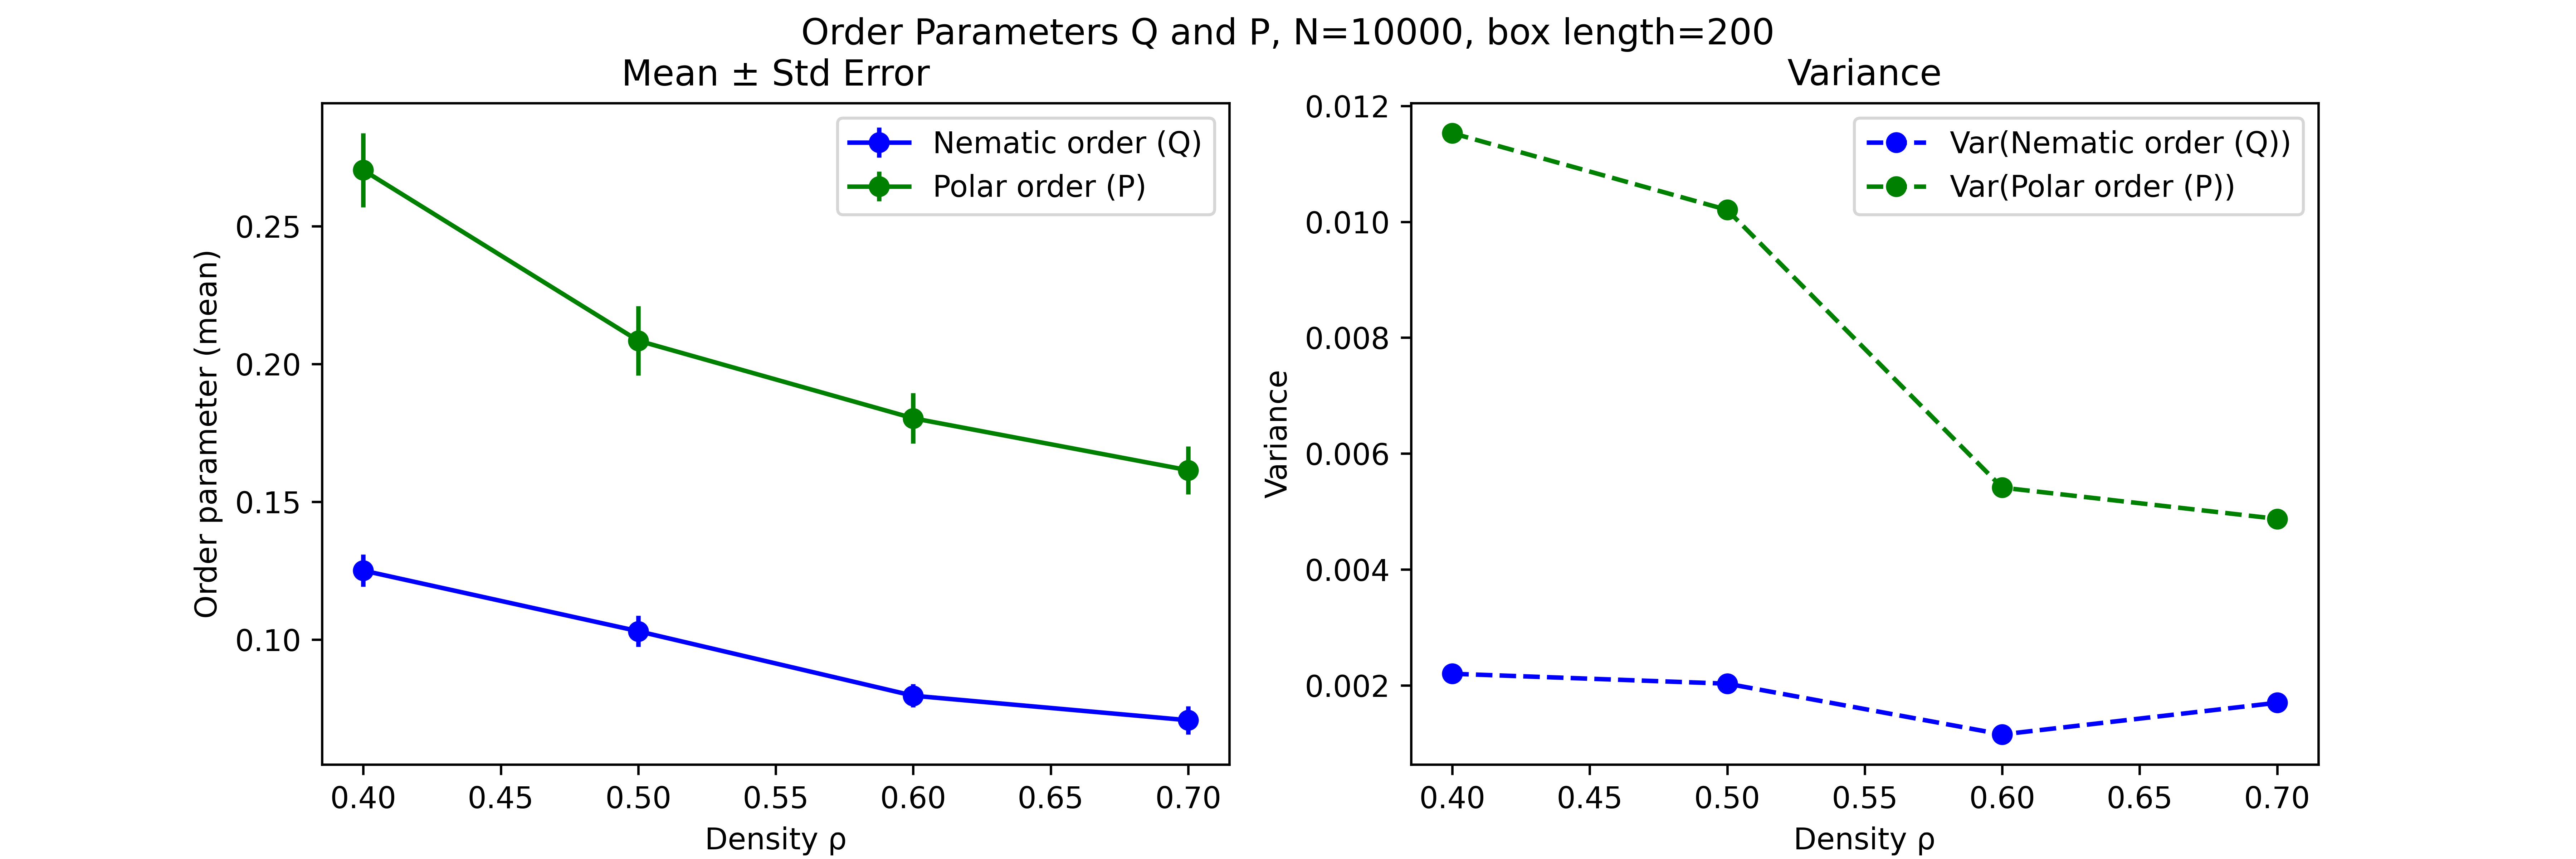 Order Parameters Q and P, N=10000, box length=200
Mean ± Std Error
Order parameter (mean)
0.25
0.20
0.15
0.10
Nematic order (Q)
Polar order (P)
0.40 0.45 0.50 0.55 0.60 0.65 0.70
Density ρ
Variance
Variance
0.012
0.010
0.008
0.006
0.004
0.002
Var(Nematic order (Q))
Var(Polar order (P))
0.40 0.45 0.50 0.55 0.60 0.65 0.70
Density ρ